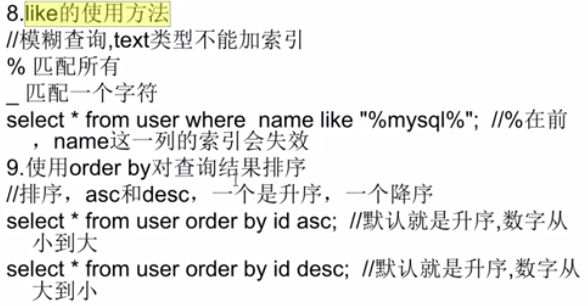 8.like的使用方法
//模糊查询,text类型不能加索引
% 匹配所有
_ 匹配一个字符
select * from user where  name like "%mysql%";  //%在前
，name这一列的索引会失效
9.使用order by对查询结果排序
//排序，asc和desc，一个是升序，一个降序
select * from user order by id asc;  //默认就是升序,数字从
小到大
select * from user order by id desc;  //默认就是升序,数字从
大到小